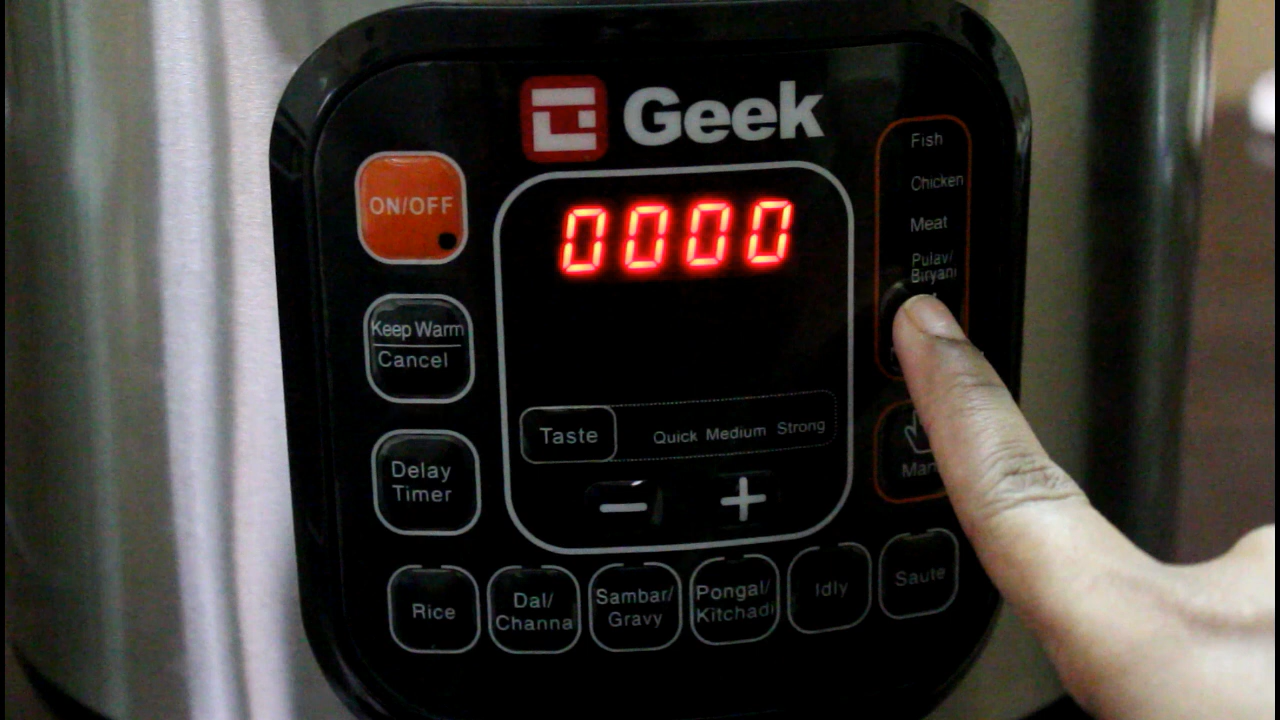 Geek
ON/OFF
0000
Fish
Chicken
Meat
Pulav/
Biryani
Keep Warm
Cancel
Taste
Quick Medium Strong
Delay
Timer
− +
Rice
Dal/
Channa
Sambar/
Gravy
Pongal/
Kitchadi
Idly
Saute